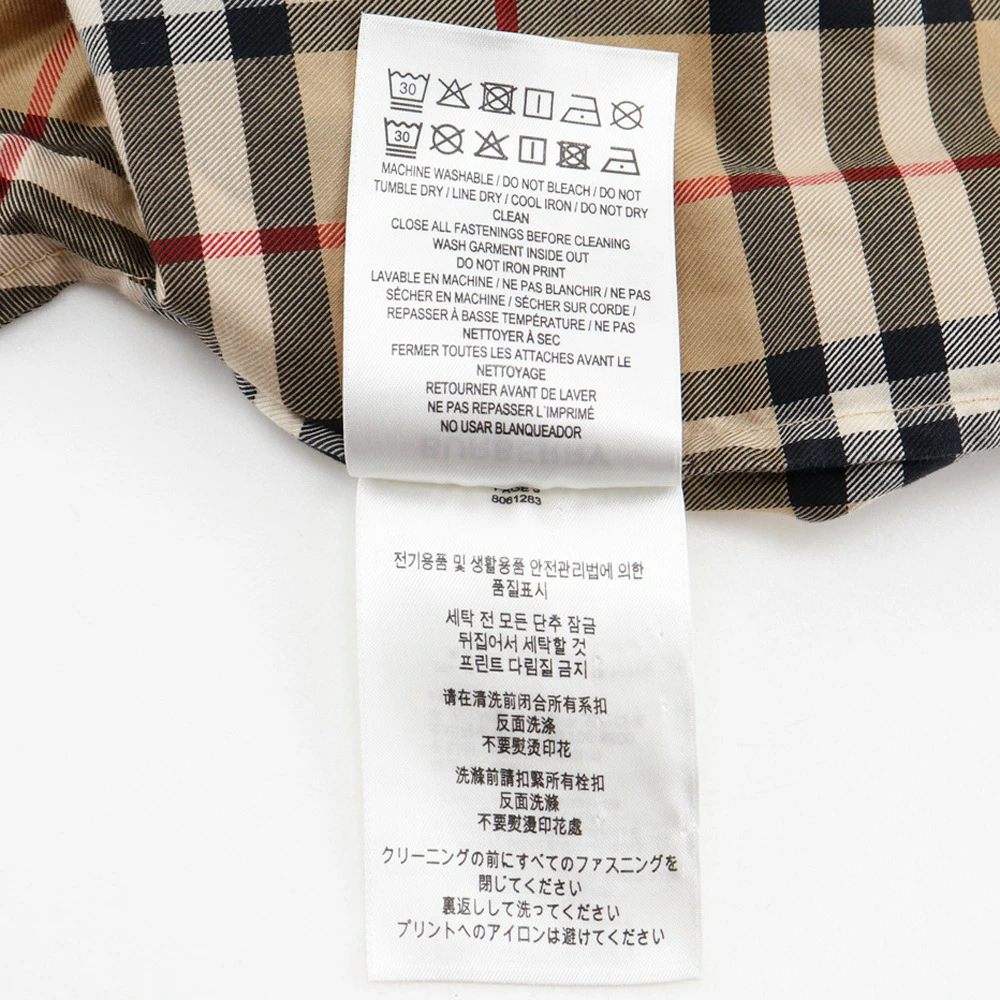 30
30
MACHINE WASHABLE / DO NOT BLEACH / DO NOT
TUMBLE DRY / LINE DRY / COOL IRON / DO NOT DRY
CLEAN
CLOSE ALL FASTENINGS BEFORE CLEANING
WASH GARMENT INSIDE OUT
DO NOT IRON PRINT
LAVABLE EN MACHINE / NE PAS BLANCHIR / NE PAS
SÉCHER EN MACHINE / SÉCHER SUR CORDE /
REPASSER À BASSE TEMPÉRATURE / NE PAS
NETTOYER À SEC
FERMER TOUTES LES ATTACHES AVANT LE
NETTOYAGE
RETOURNER AVANT DE LAVER
NE PAS REPASSER L'IMPRIMÉ
NO USAR BLANQUEADOR
8061283
전기용품 및 생활용품 안전관리법에 의한
품질표시
세탁 전 모든 단추 잠금
뒤집어서 세탁할 것
프린트 다림질 금지
请在清洗前闭合所有系扣
反面洗涤
不要熨烫印花
洗滌前請扣緊所有栓扣
反面洗滌
不要熨燙印花處
クリーニングの前にすべてのファスニングを
閉じてください
裏返しして洗ってください
プリントへのアイロンは避けてください